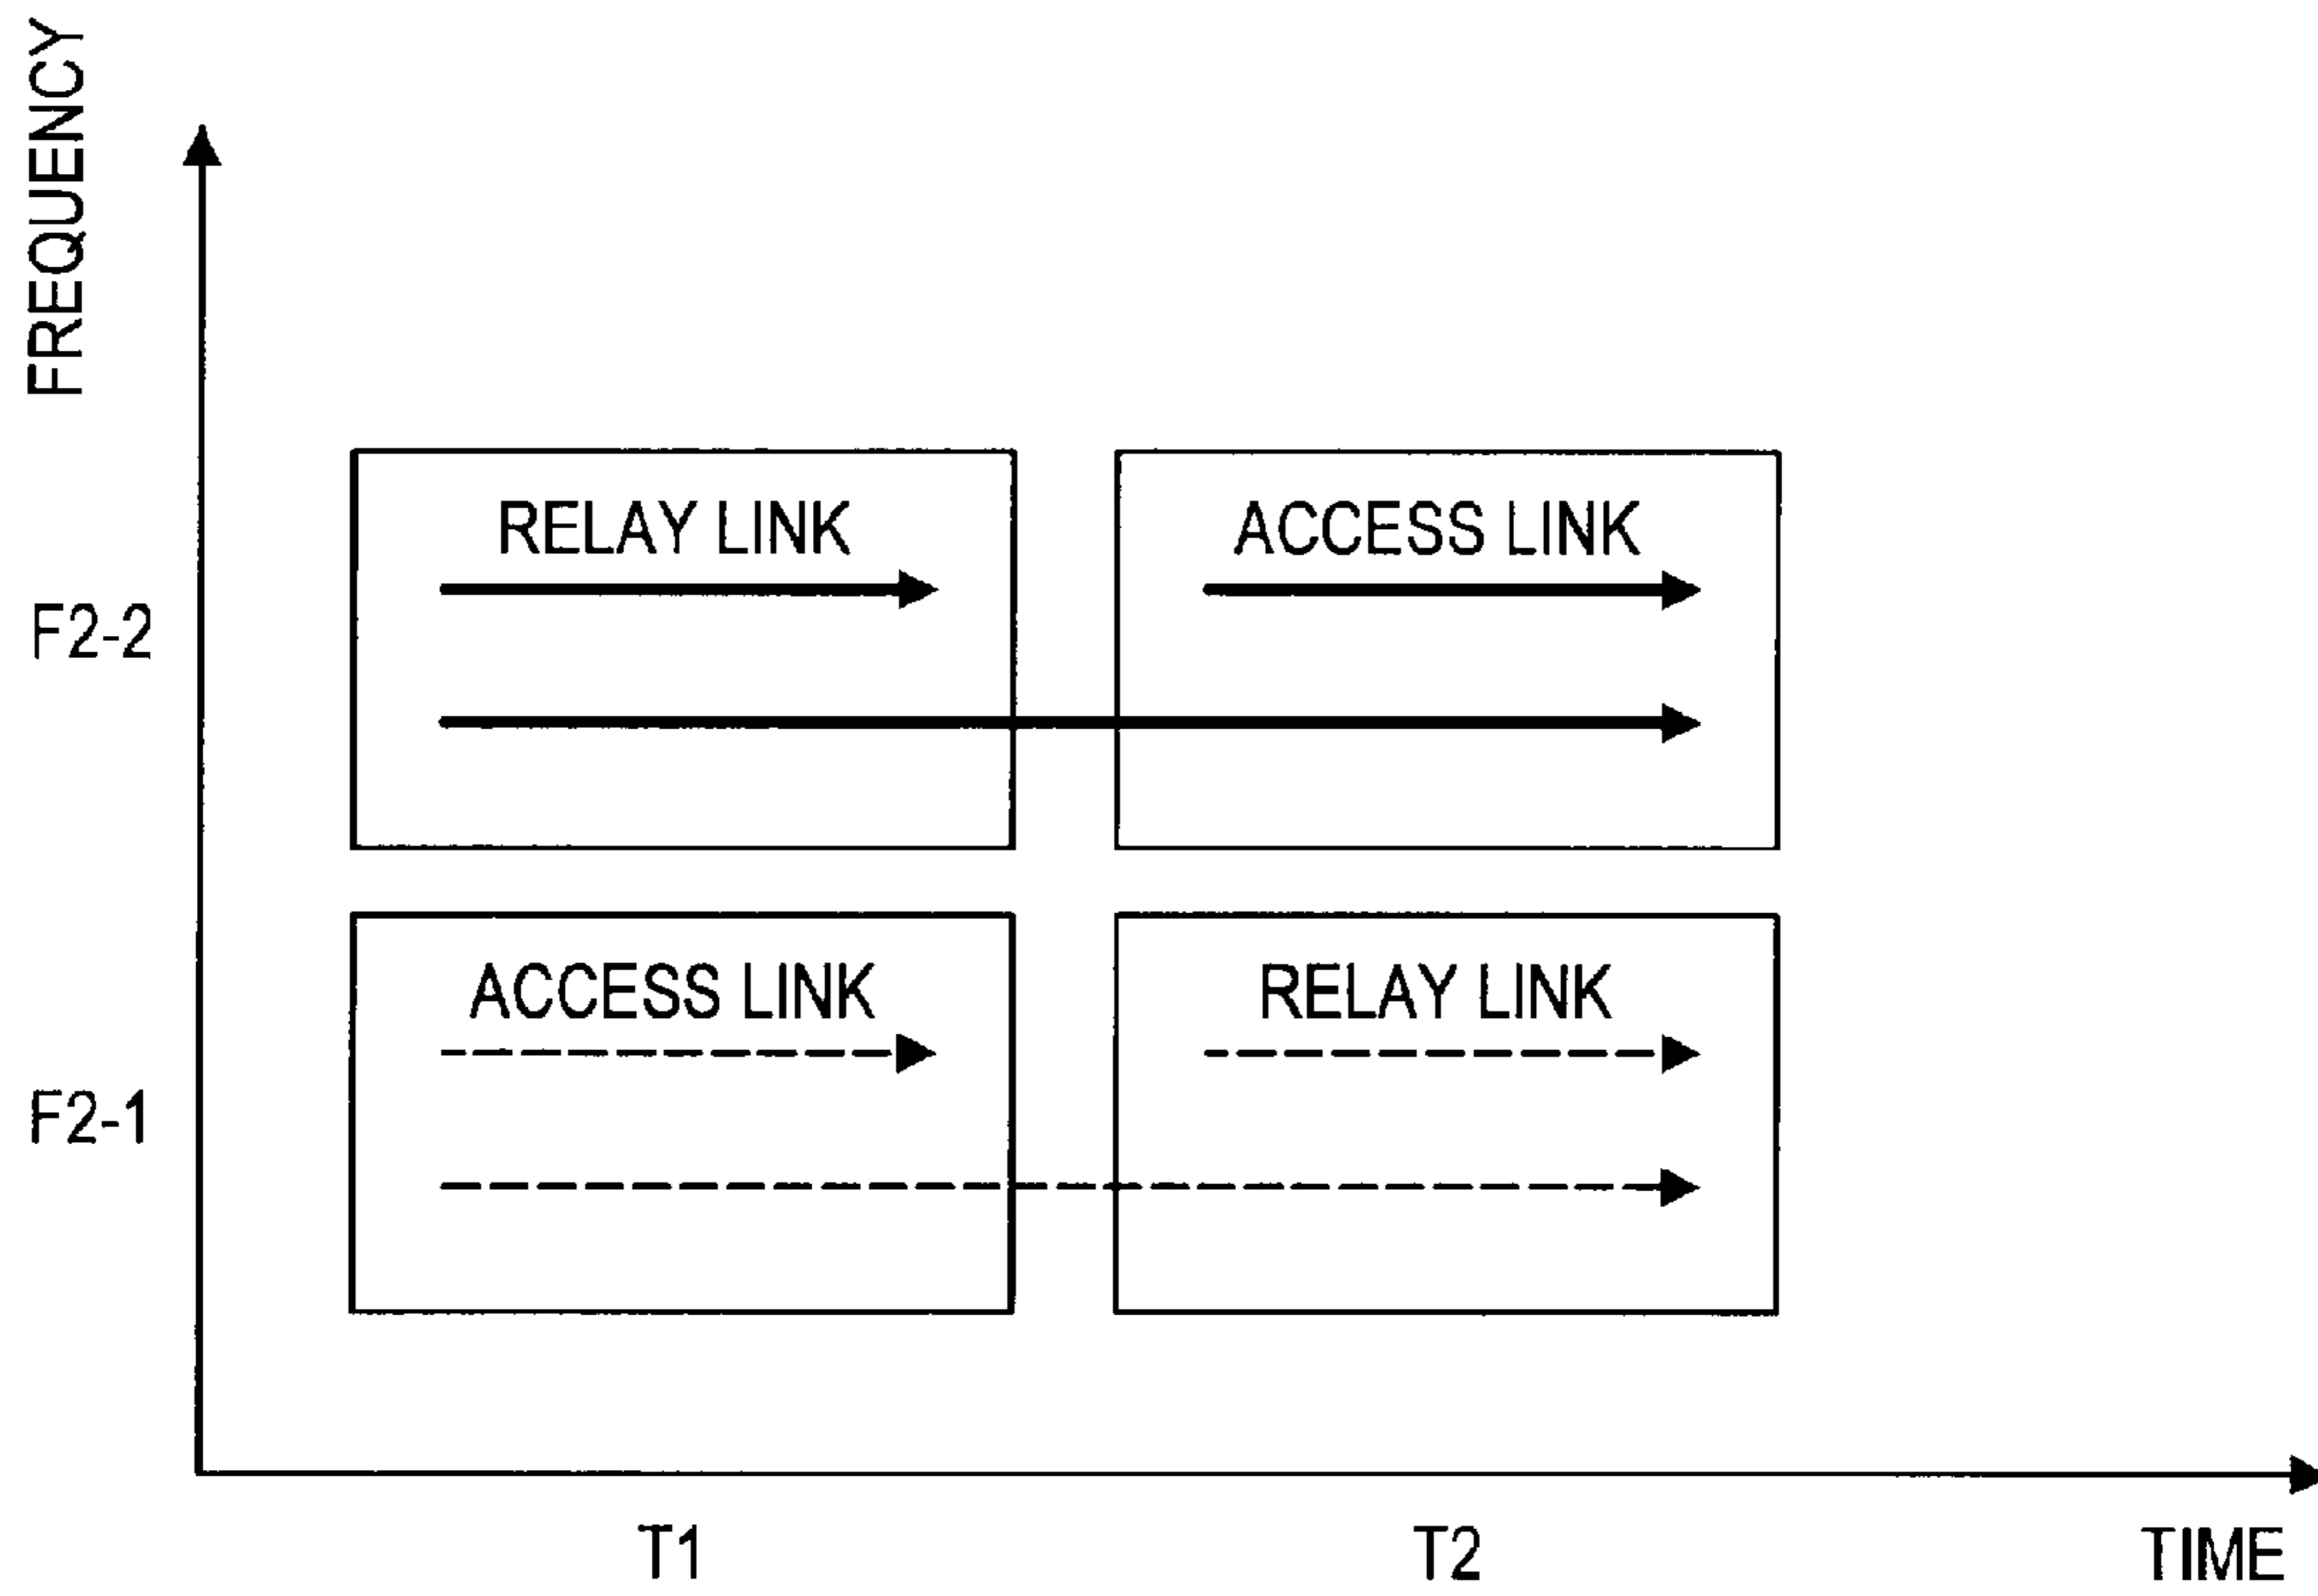 FREQUENCY
RELAY LINK
ACCESS LINK
F2-2
ACCESS LINK
RELAY LINK
F2-1
T1
T2
TIME